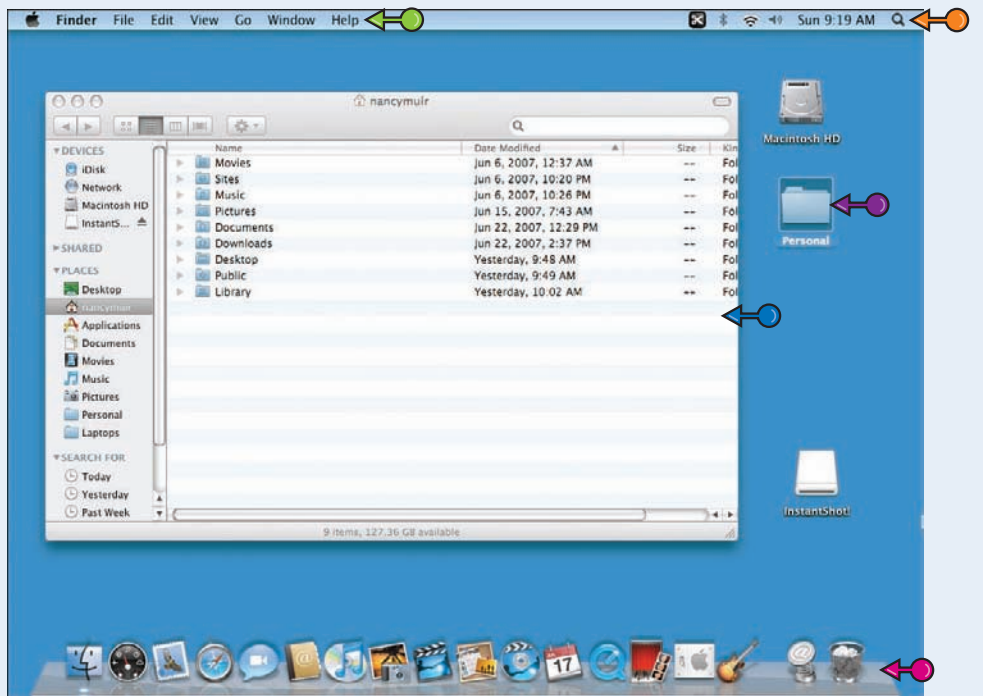 Finder File Edit View Go Window Help Sun 9:19 AM
nancymuir
Macintosh HD
Personal
InstantShot!
DEVICES
iDisk
Network
Macintosh HD
InstantS...
SHARED
PLACES
Desktop
nancymuir
Applications
Documents
Movies
Music
Pictures
Personal
Laptops
SEARCH FOR
Today
Yesterday
Past Week
Name Date Modified Size Kin
Movies Jun 6, 2007, 12:37 AM -- Fol
Sites Jun 6, 2007, 10:20 PM -- Fol
Music Jun 6, 2007, 10:26 PM -- Fol
Pictures Jun 15, 2007, 7:43 AM -- Fol
Documents Jun 22, 2007, 12:29 PM -- Fol
Downloads Jun 22, 2007, 2:37 PM -- Fol
Desktop Yesterday, 9:48 AM -- Fol
Public Yesterday, 9:49 AM -- Fol
Library Yesterday, 10:02 AM -- Fol
9 items, 127.36 GB available
17